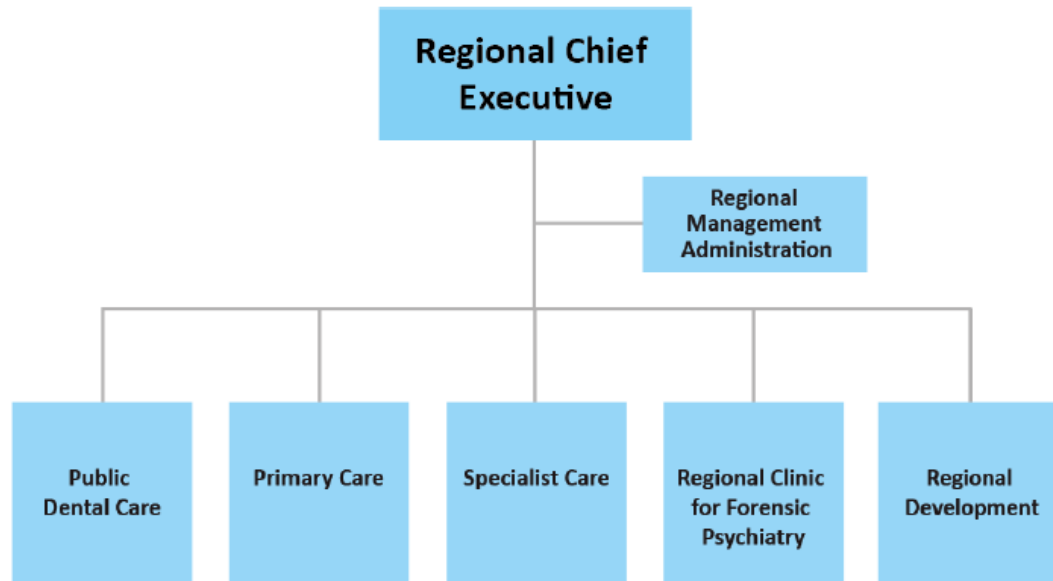 Regional Chief
Executive
Regional
Management
Administration
Public
Dental Care
Primary Care
Specialist Care
Regional Clinic
for Forensic
Psychiatry
Regional
Development